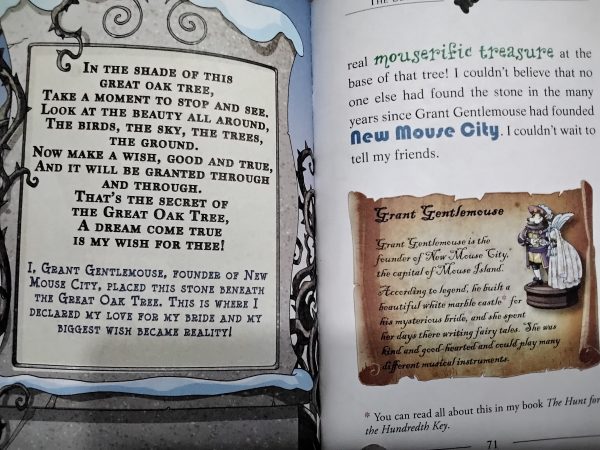 IN THE SHADE OF THIS
GREAT OAK TREE,
TAKE A MOMENT TO STOP AND SEE.
LOOK AT THE BEAUTY ALL AROUND,
THE BIRDS, THE SKY, THE TREES,
THE GROUND.
NOW MAKE A WISH, GOOD AND TRUE,
AND IT WILL BE GRANTED THROUGH
AND THROUGH.
THAT'S THE SECRET OF
THE GREAT OAK TREE,
A DREAM COME TRUE
IS MY WISH FOR THEE!
I, GRANT GENTLEMOUSE, FOUNDER OF NEW
MOUSE CITY, PLACED THIS STONE BENEATH
THE GREAT OAK TREE. THIS IS WHERE I
DECLARED MY LOVE FOR MY BRIDE AND MY
BIGGEST WISH BECAME REALITY!
THE
real mouserific treasure at the
base of that tree! I couldn't believe that no
one else had found the stone in the many
years since Grant Gentlemouse had founded
New Mouse City. I couldn't wait to
tell my friends.
Grant Gentlemouse
Grant Gentlemouse is the
founder of New Mouse City,
the capital of Mouse Island.
According to legend, he built a
beautiful white marble castle* for
his mysterious bride, and she spent
her days there writing fairy tales. She was
kind and good-hearted and could play many
different musical instruments.
* You can read all about this in my book The Hunt for
the Hundredth Key.
71